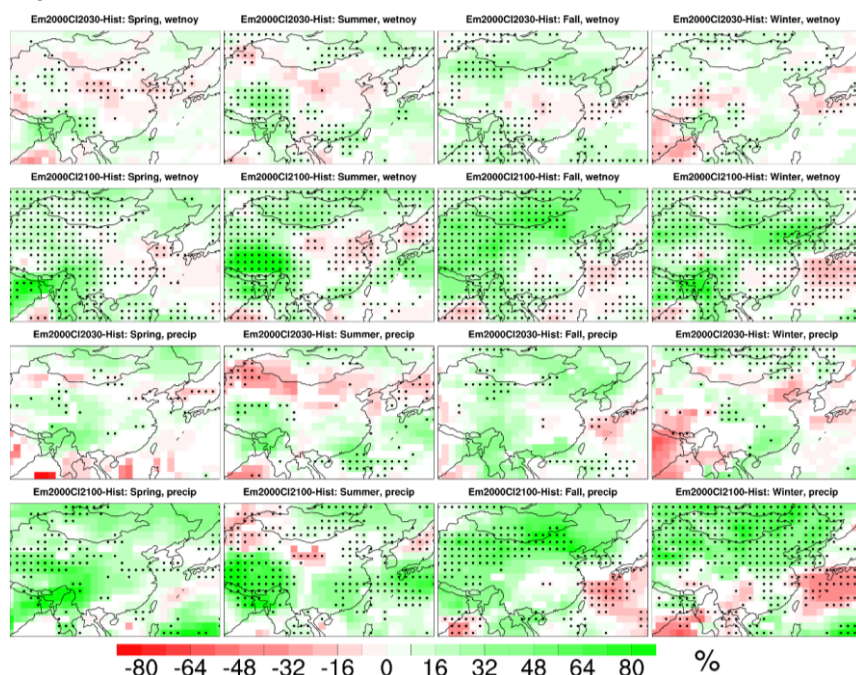 Em2000Cl2030-Hist: Spring, wetnoy
Em2000Cl2030-Hist: Summer, wetnoy
Em2000Cl2030-Hist: Fall, wetnoy
Em2000Cl2030-Hist: Winter, wetnoy
Em2000Cl2100-Hist: Spring, wetnoy
Em2000Cl2100-Hist: Summer, wetnoy
Em2000Cl2100-Hist: Fall, wetnoy
Em2000Cl2100-Hist: Winter, wetnoy
Em2000Cl2030-Hist: Spring, precip
Em2000Cl2030-Hist: Summer, precip
Em2000Cl2030-Hist: Fall, precip
Em2000Cl2030-Hist: Winter, precip
Em2000Cl2100-Hist: Spring, precip
Em2000Cl2100-Hist: Summer, precip
Em2000Cl2100-Hist: Fall, precip
Em2000Cl2100-Hist: Winter, precip
-80 -64 -48 -32 -16 0 16 32 48 64 80 %